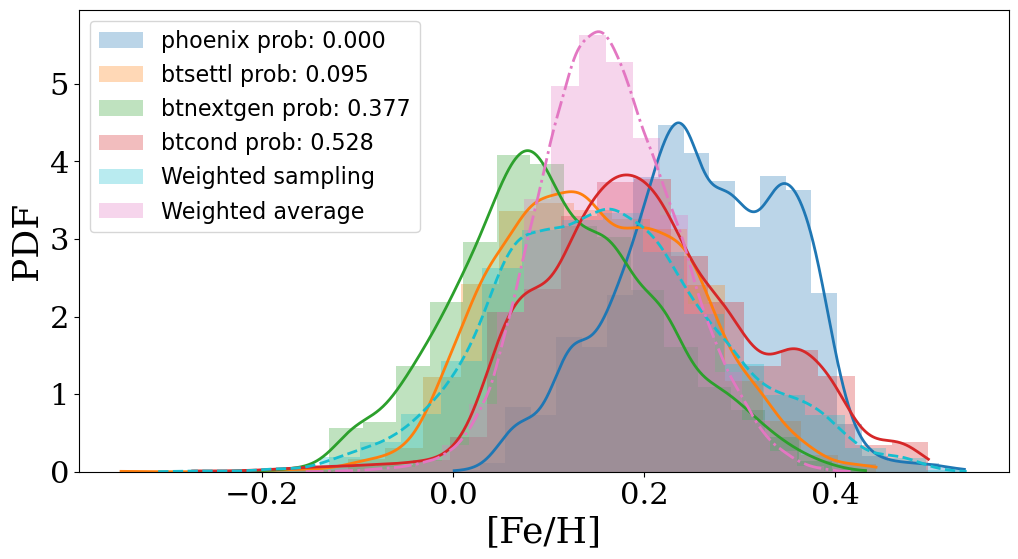 phoenix prob: 0.000
btsettl prob: 0.095
btnextgen prob: 0.377
btcond prob: 0.528
Weighted sampling
Weighted average
PDF
5
4
3
2
1
0
−0.2 0.0 0.2 0.4
[Fe/H]